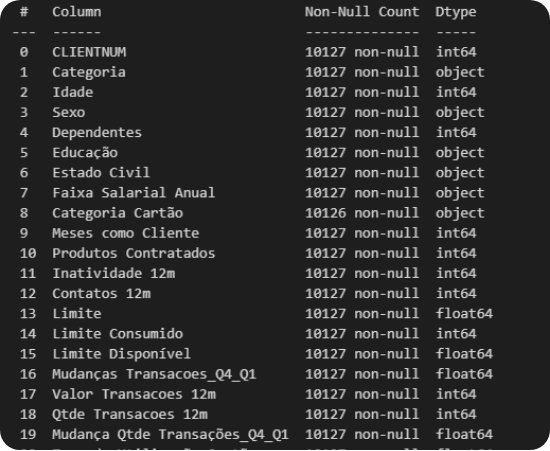 # Column Non-Null Count Dtype
--- ------ -------------- -----
0 CLIENTNUM 10127 non-null int64
1 Categoria 10127 non-null object
2 Idade 10127 non-null int64
3 Sexo 10127 non-null object
4 Dependentes 10127 non-null int64
5 Educação 10127 non-null object
6 Estado Civil 10127 non-null object
7 Faixa Salarial Anual 10127 non-null object
8 Categoria Cartão 10126 non-null object
9 Meses como Cliente 10127 non-null int64
10 Produtos Contratados 10127 non-null int64
11 Inatividade 12m 10127 non-null int64
12 Contatos 12m 10127 non-null int64
13 Limite 10127 non-null float64
14 Limite Consumido 10127 non-null int64
15 Limite Disponível 10127 non-null float64
16 Mudanças Transacoes_Q4_Q1 10127 non-null float64
17 Valor Transacoes 12m 10127 non-null int64
18 Qtde Transacoes 12m 10127 non-null int64
19 Mudança Qtde Transações_Q4_Q1 10127 non-null float64